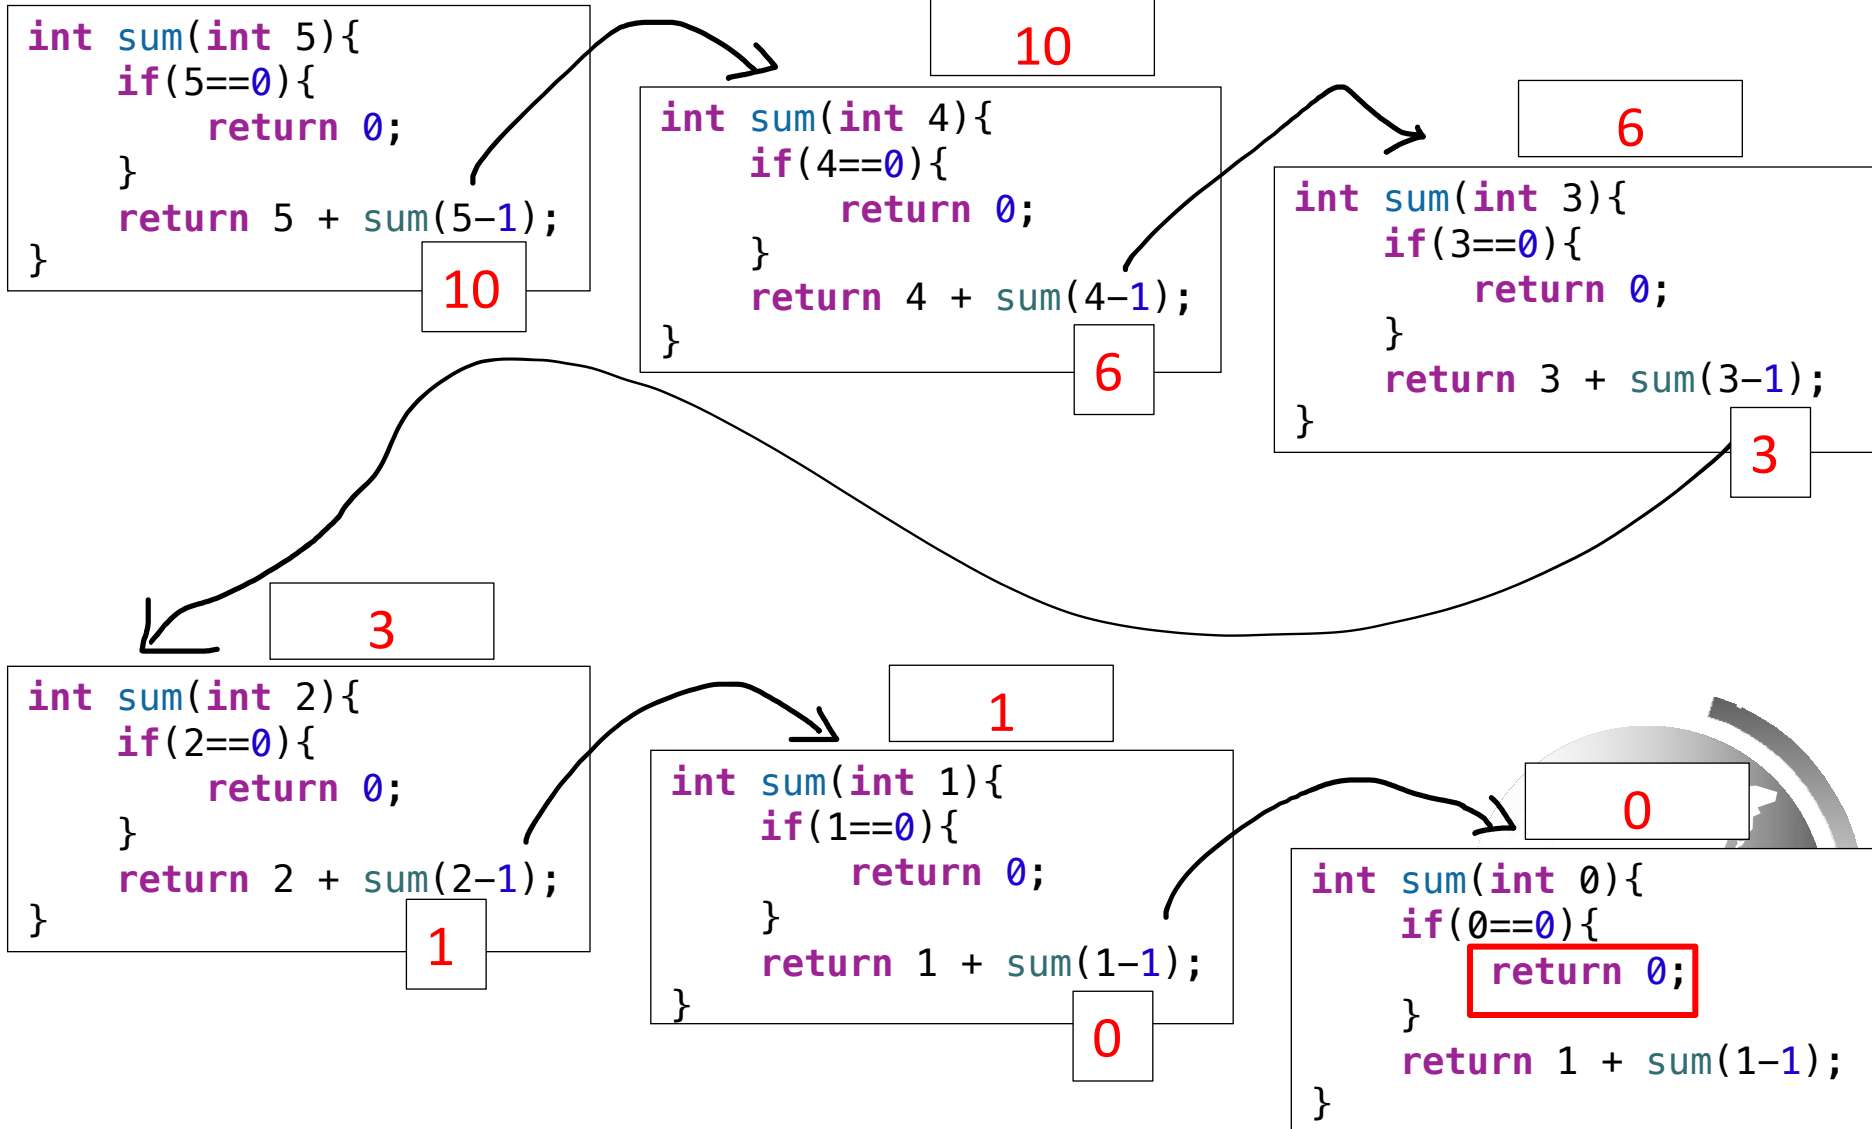 int sum(int 5){
if(5==0){
return 0;
}
return 5 + sum(5-1);
}
10
10
int sum(int 4){
if(4==0){
return 0;
}
return 4 + sum(4-1);
}
6
6
int sum(int 3){
if(3==0){
return 0;
}
return 3 + sum(3-1);
}
3
3
int sum(int 2){
if(2==0){
return 0;
}
return 2 + sum(2-1);
}
1
1
int sum(int 1){
if(1==0){
return 0;
}
return 1 + sum(1-1);
}
0
0
int sum(int 0){
if(0==0){
return 0;
}
return 1 + sum(1-1);
}